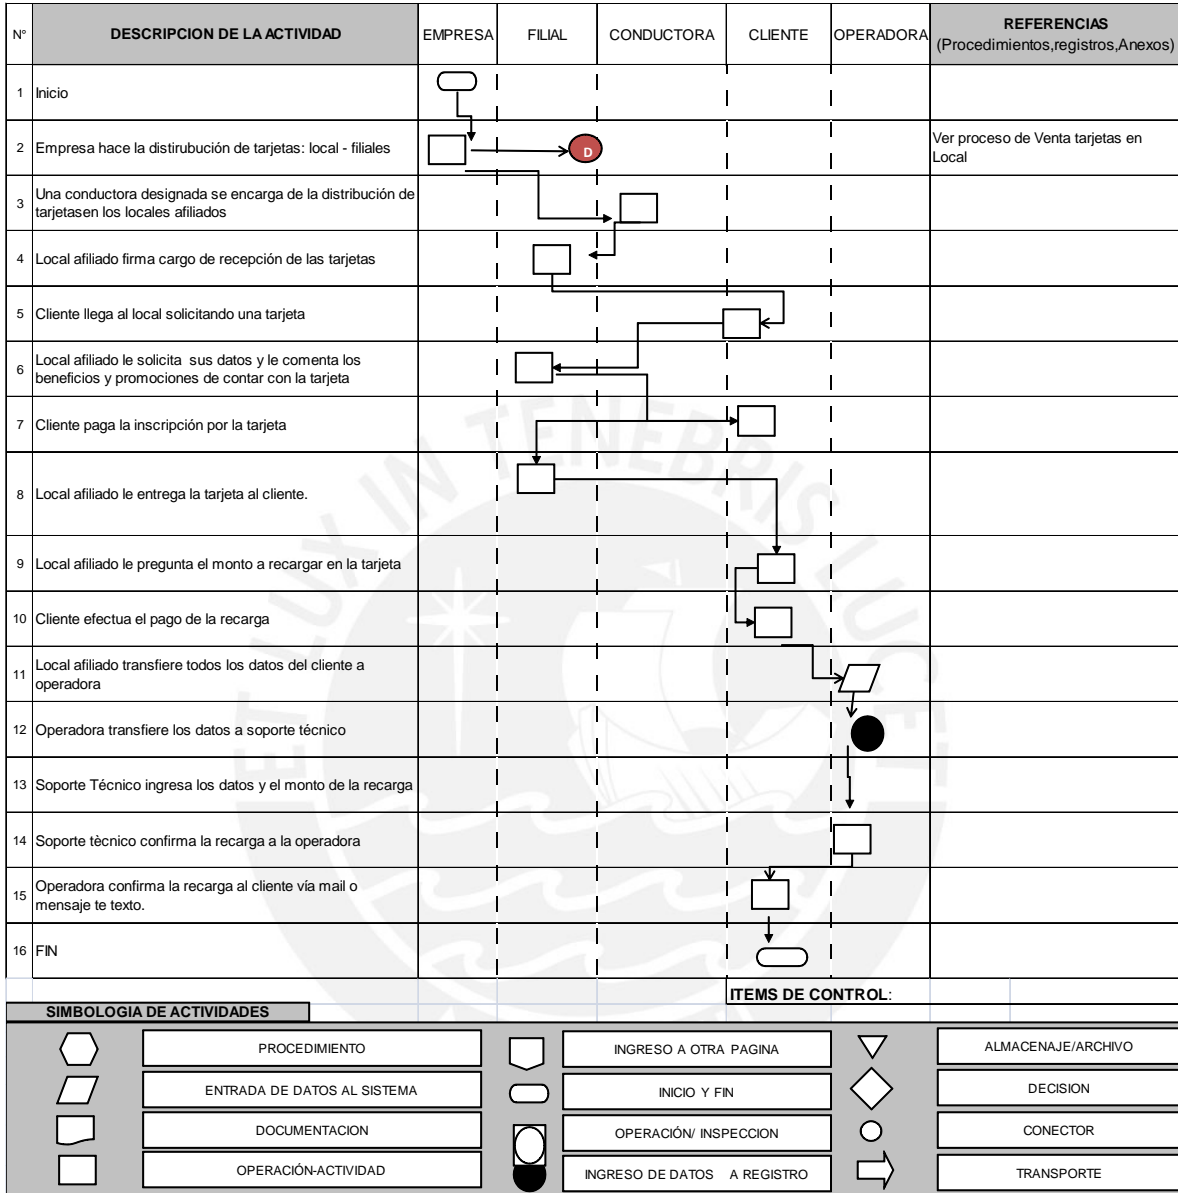 N°
DESCRIPCION DE LA ACTIVIDAD
EMPRESA
FILIAL
CONDUCTORA
CLIENTE
OPERADORA
REFERENCIAS
(Procedimientos,registros,Anexos)
1 Inicio
2 Empresa hace la distirubución de tarjetas: local - filiales
D
Ver proceso de Venta tarjetas en
Local
3 Una conductora designada se encarga de la distribución de
tarjetasen los locales afiliados
4 Local afiliado firma cargo de recepción de las tarjetas
5 Cliente llega al local solicitando una tarjeta
6 Local afiliado le solicita sus datos y le comenta los
beneficios y promociones de contar con la tarjeta
7 Cliente paga la inscripción por la tarjeta
8 Local afiliado le entrega la tarjeta al cliente.
9 Local afiliado le pregunta el monto a recargar en la tarjeta
10 Cliente efectua el pago de la recarga
11 Local afiliado transfiere todos los datos del cliente a
operadora
12 Operadora transfiere los datos a soporte técnico
13 Soporte Técnico ingresa los datos y el monto de la recarga
14 Soporte tècnico confirma la recarga a la operadora
15 Operadora confirma la recarga al cliente vía mail o
mensaje te texto.
16 FIN
ET LUX IN TENEBRIS LUCET
ITEMS DE CONTROL:
SIMBOLOGIA DE ACTIVIDADES
PROCEDIMIENTO
INGRESO A OTRA PAGINA
ALMACENAJE/ARCHIVO
ENTRADA DE DATOS AL SISTEMA
INICIO Y FIN
DECISION
DOCUMENTACION
OPERACIÓN/ INSPECCION
CONECTOR
OPERACIÓN-ACTIVIDAD
INGRESO DE DATOS A REGISTRO
TRANSPORTE